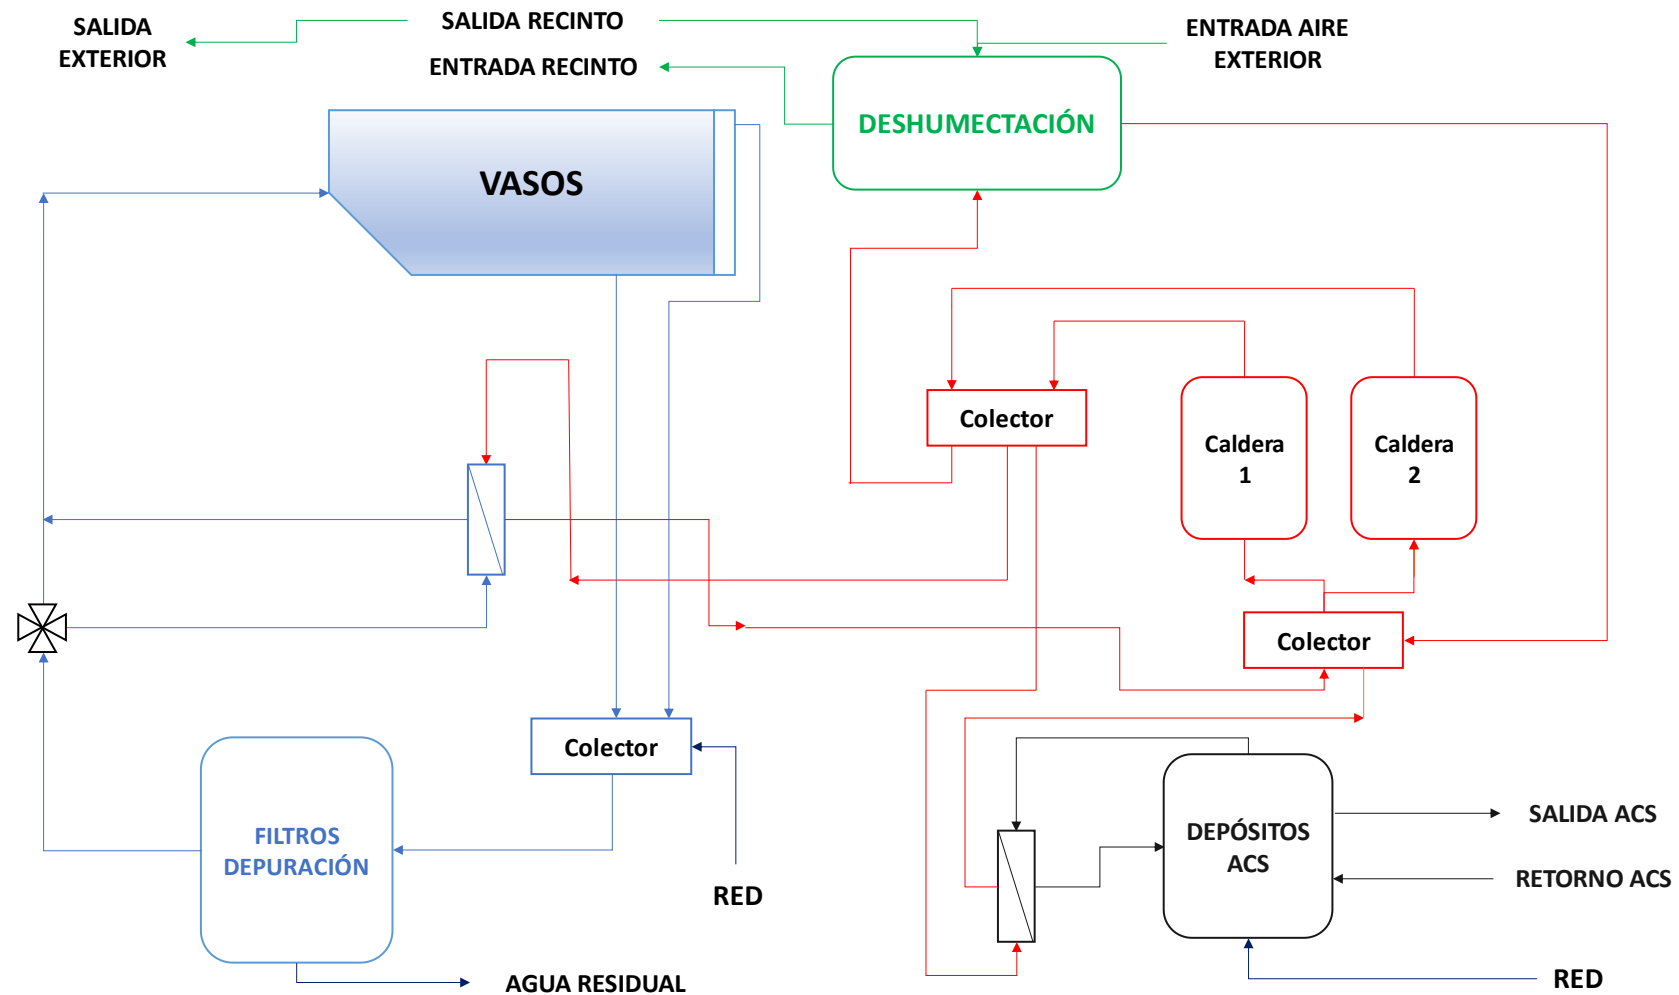 SALIDA
EXTERIOR
SALIDA RECINTO
ENTRADA RECINTO
ENTRADA AIRE
EXTERIOR
DESHUMECTACIÓN
VASOS
Colector
Caldera
1
Caldera
2
Colector
Colector
FILTROS
DEPURACIÓN
RED
DEPÓSITOS
ACS
SALIDA ACS
RETORNO ACS
AGUA RESIDUAL
RED